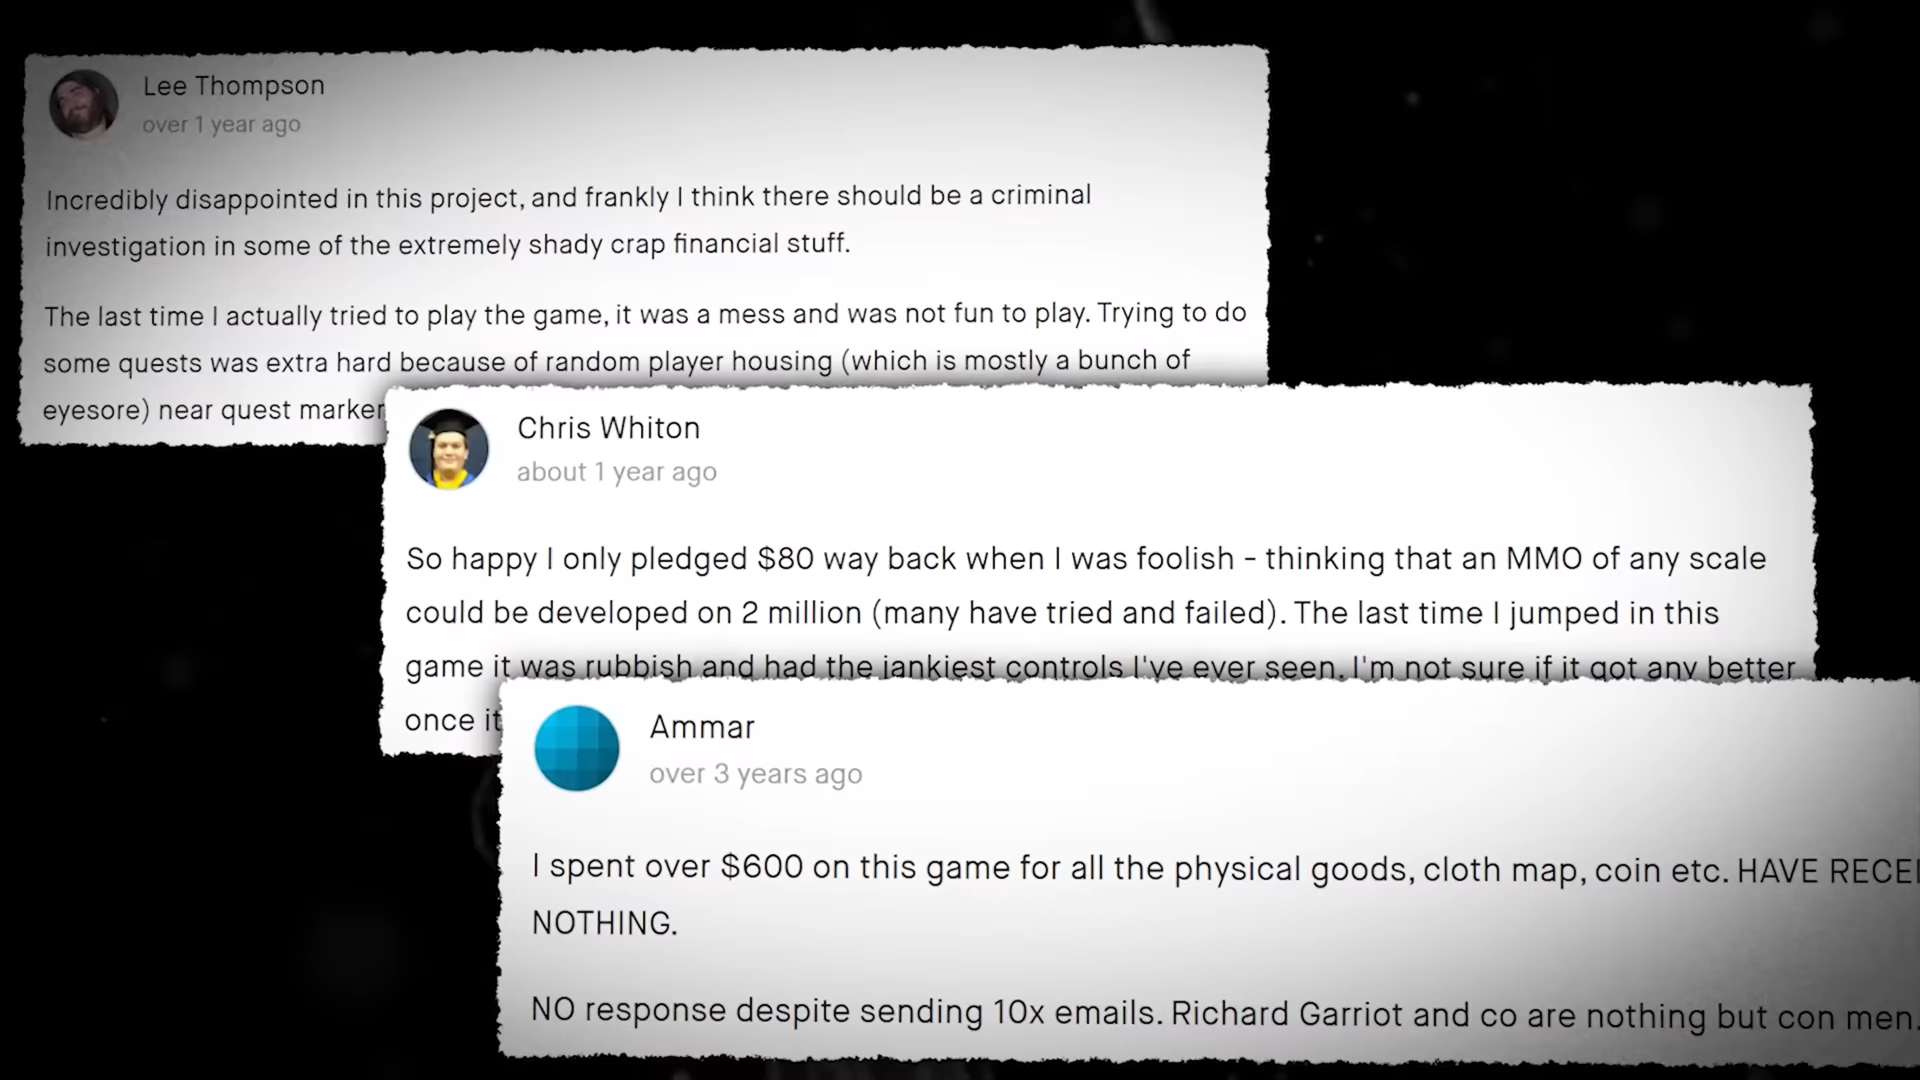 Lee Thompson
over 1 year ago
Incredibly disappointed in this project, and frankly I think there should be a criminal
investigation in some of the extremely shady crap financial stuff.
The last time I actually tried to play the game, it was a mess and was not fun to play. Trying to do
some quests was extra hard because of random player housing (which is mostly a bunch of
eyesore) near quest marker
Chris Whiton
about 1 year ago
So happy I only pledged $80 way back when I was foolish - thinking that an MMO of any scale
could be developed on 2 million (many have tried and failed). The last time I jumped in this
game it was rubbish and had the jankiest controls I've ever seen. I'm not sure if it got any better
once it
Ammar
over 3 years ago
I spent over $600 on this game for all the physical goods, cloth map, coin etc. HAVE RECEI
NOTHING.
NO response despite sending 10x emails. Richard Garriot and co are nothing but con men.